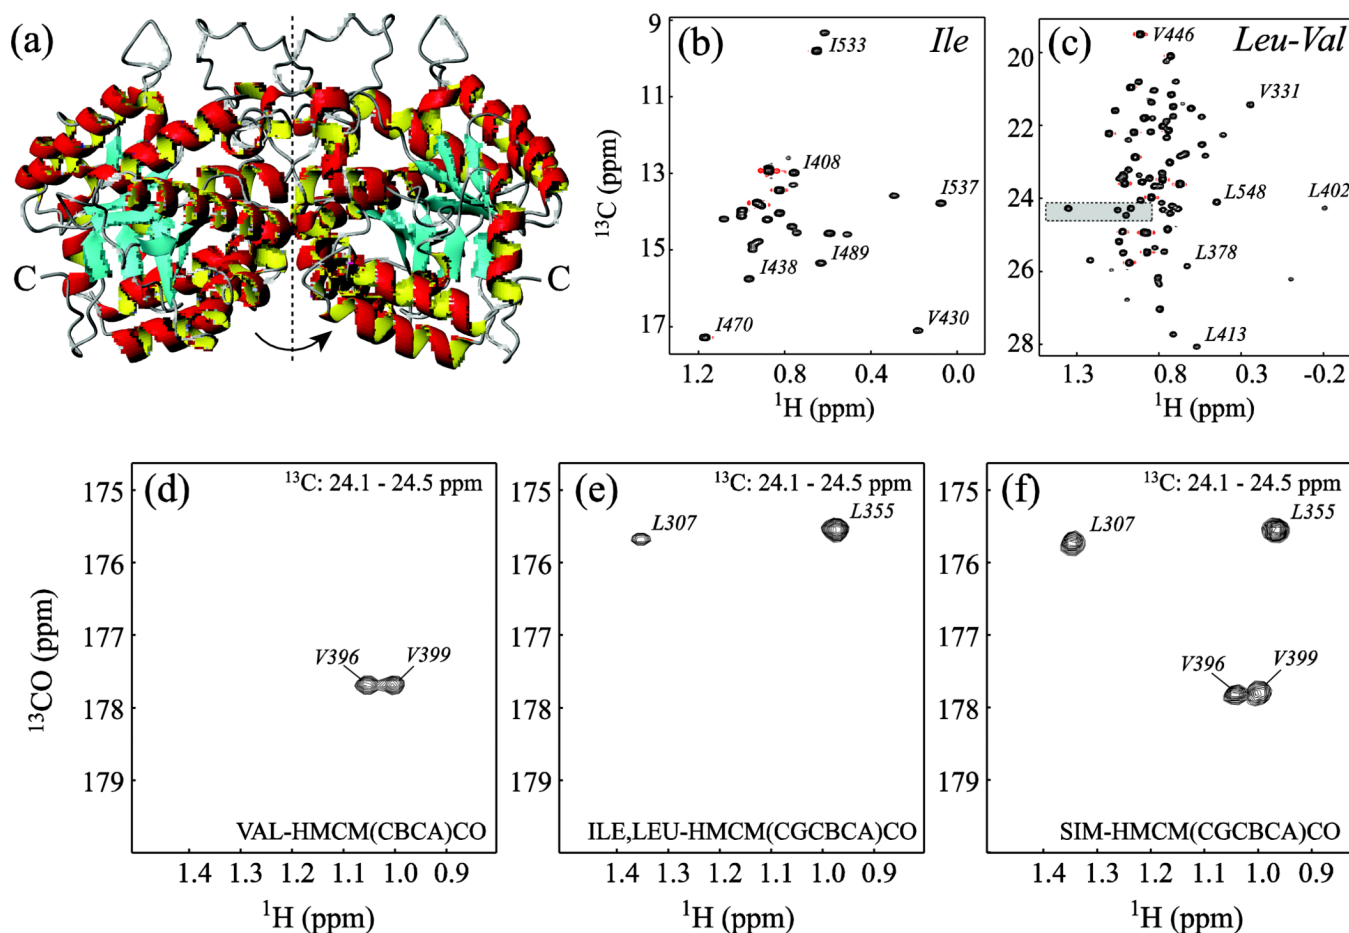 (a)
C
C
(b)
Ile
9
11
13
15
17
¹³C (ppm)
I533
I408
I537
I489
I438
I470
V430
1.2 0.8 0.4 0.0
¹H (ppm)
(c)
Leu-Val
20
22
24
26
28
V446
V331
L548
L402
L378
L413
1.3 0.8 0.3 -0.2
¹H (ppm)
(d)
¹³C: 24.1 - 24.5 ppm
175
176
177
178
179
¹³CO (ppm)
V396
V399
VAL-HMCM(CBCA)CO
1.4 1.3 1.2 1.1 1.0 0.9
¹H (ppm)
(e)
¹³C: 24.1 - 24.5 ppm
175
176
177
178
179
L307
L355
ILE,LEU-HMCM(CGCBCA)CO
1.4 1.3 1.2 1.1 1.0 0.9
¹H (ppm)
(f)
¹³C: 24.1 - 24.5 ppm
175
176
177
178
179
L307
L355
V396
V399
SIM-HMCM(CGCBCA)CO
1.4 1.3 1.2 1.1 1.0 0.9
¹H (ppm)